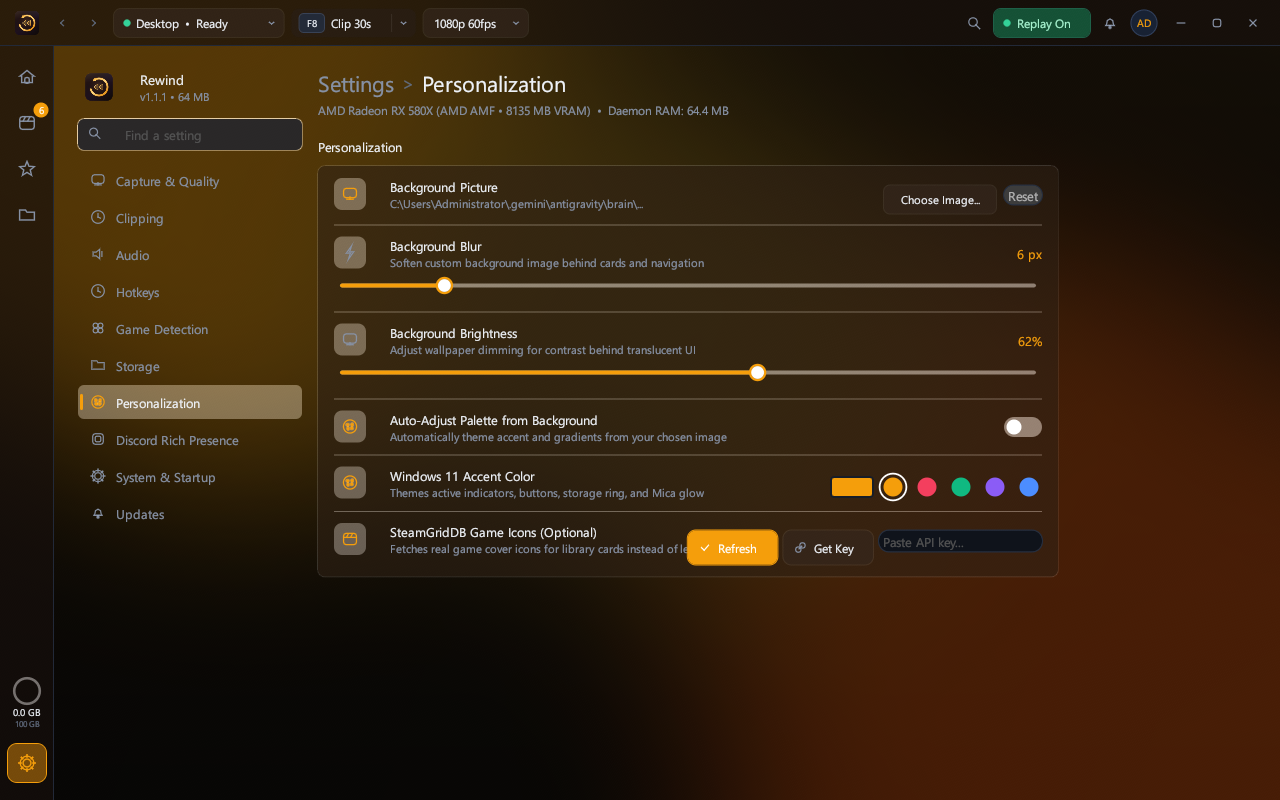 Desktop • Ready
F8 Clip 30s
1080p 60fps
Replay On
AD
Rewind
v1.1.1 • 64 MB
6
Find a setting
Capture & Quality
Clipping
Audio
Hotkeys
Game Detection
Storage
Personalization
Discord Rich Presence
System & Startup
Updates
0.0 GB
100 GB
Settings > Personalization
AMD Radeon RX 580X (AMD AMF • 8135 MB VRAM) • Daemon RAM: 64.4 MB
Personalization
Background Picture
C:\Users\Administrator\.gemini\antigravity\brain\...
Choose Image...
Reset
Background Blur
Soften custom background image behind cards and navigation
6 px
Background Brightness
Adjust wallpaper dimming for contrast behind translucent UI
62%
Auto-Adjust Palette from Background
Automatically theme accent and gradients from your chosen image
Windows 11 Accent Color
Themes active indicators, buttons, storage ring, and Mica glow
SteamGridDB Game Icons (Optional)
Fetches real game cover icons for library cards instead of le
Refresh
Get Key
Paste API key...